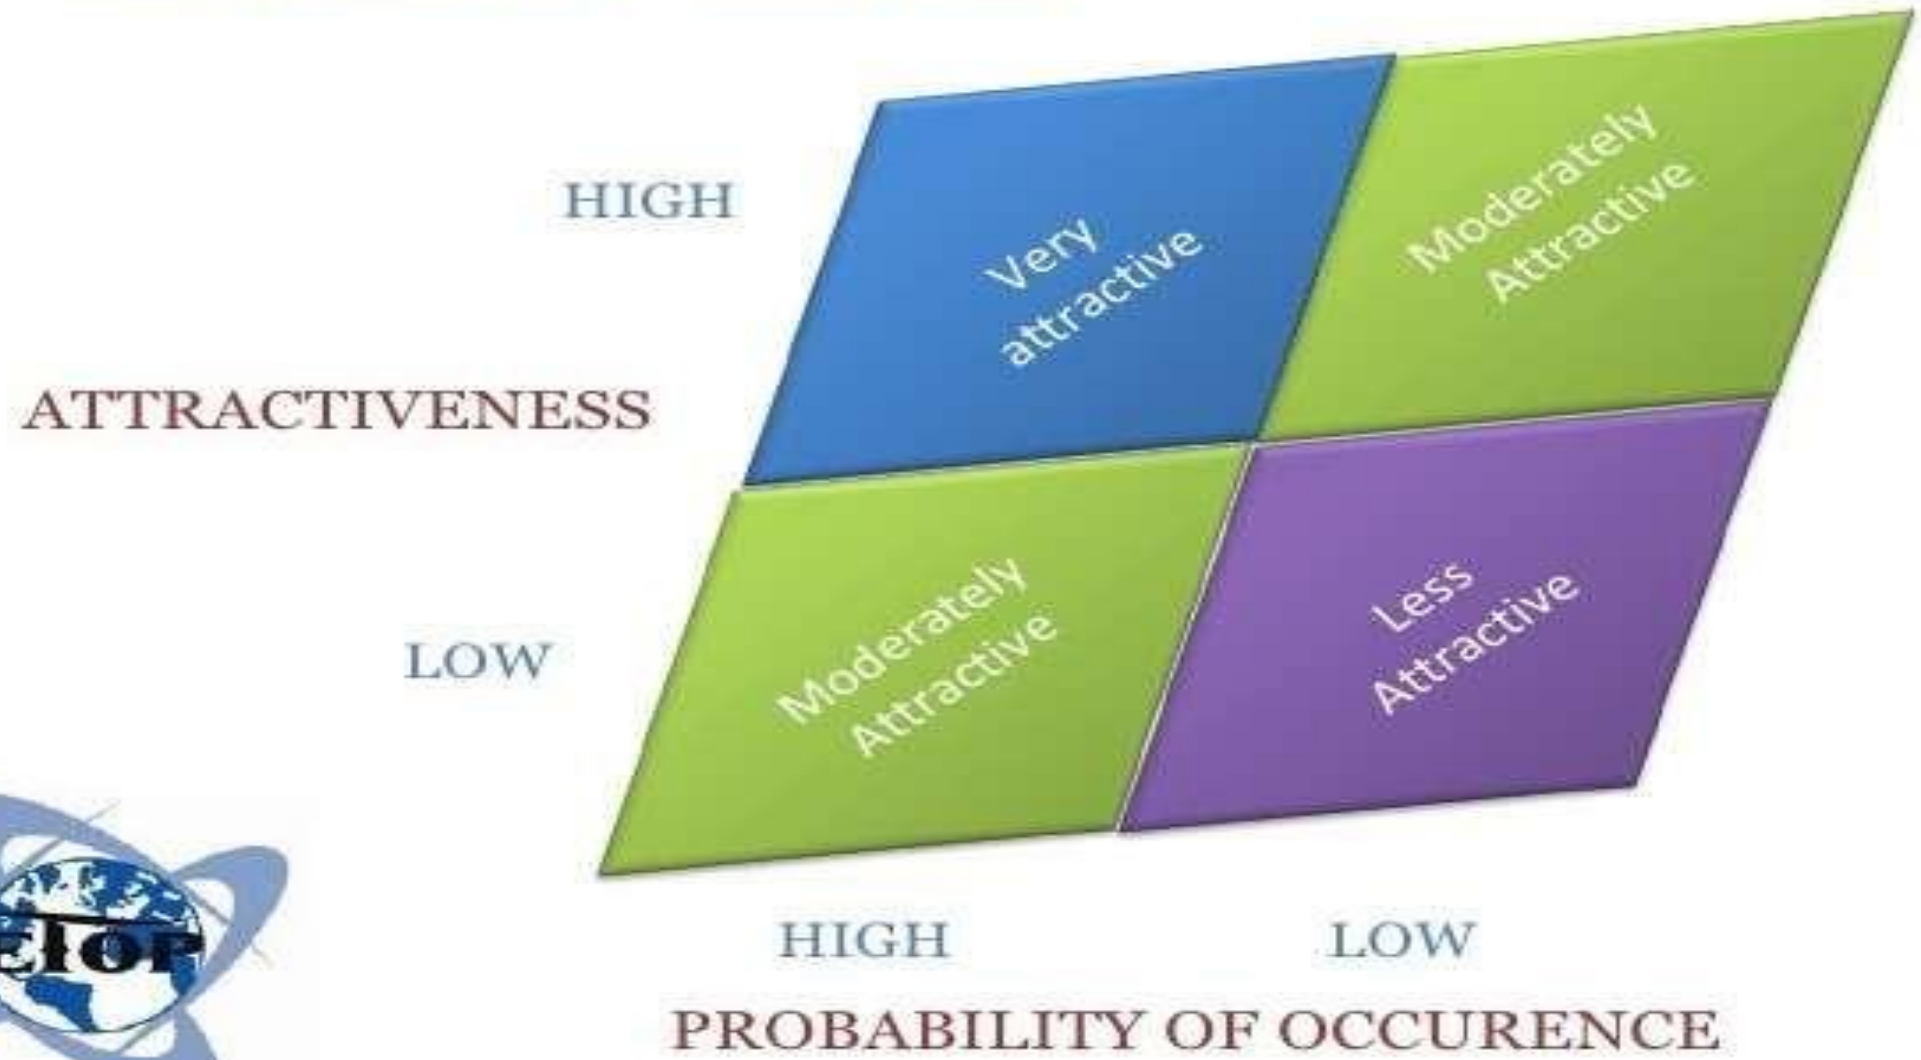 HIGH
Very
attractive
Moderately
Attractive
ATTRACTIVENESS
LOW
Moderately
Attractive
Less
Attractive
HIGH
LOW
PROBABILITY OF OCCURENCE